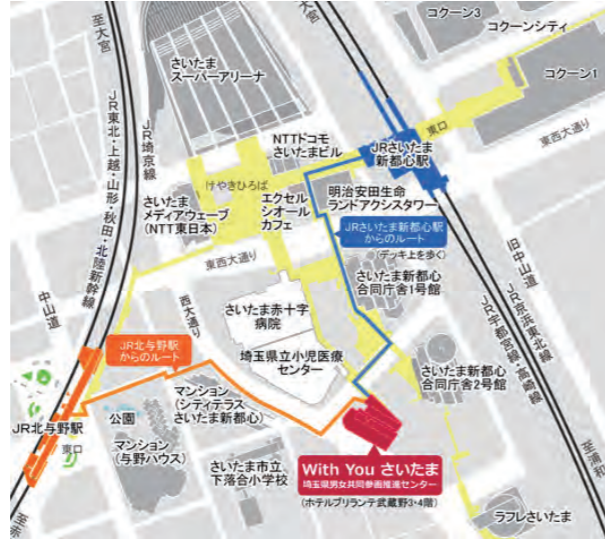 至大宮
至大宮
コクーン3
コクーンシティ
コクーン1
さいたま
スーパーアリーナ
JR東北・上越・山形・秋田・北陸新幹線
JR埼京線
NTTドコモ
さいたまビル
東口
JRさいたま
新都心駅
東西大通り
けやきひろば
さいたま
メディアウェーブ
(NTT東日本)
エクセル
シオール
カフェ
明治安田生命
ランドアクシスタワー
JRさいたま新都心駅
からのルート
(デッキ上を歩く)
旧中山道
東西大通り
さいたま新都心
合同庁舎1号館
中山道
西大通り
さいたま赤十字
病院
JR京浜東北線
JR宇都宮線・高崎線
JR北与野駅
からのルート
埼玉県立小児医療
センター
さいたま新都心
合同庁舎2号館
マンション
(シティテラス
さいたま新都心)
公園
JR北与野駅
東口
マンション
(与野ハウス)
さいたま市立
下落合小学校
With You さいたま
埼玉県男女共同参画推進センター
(ホテルブリランテ武蔵野3・4階)
至浦和
ラフレさいたま
至赤